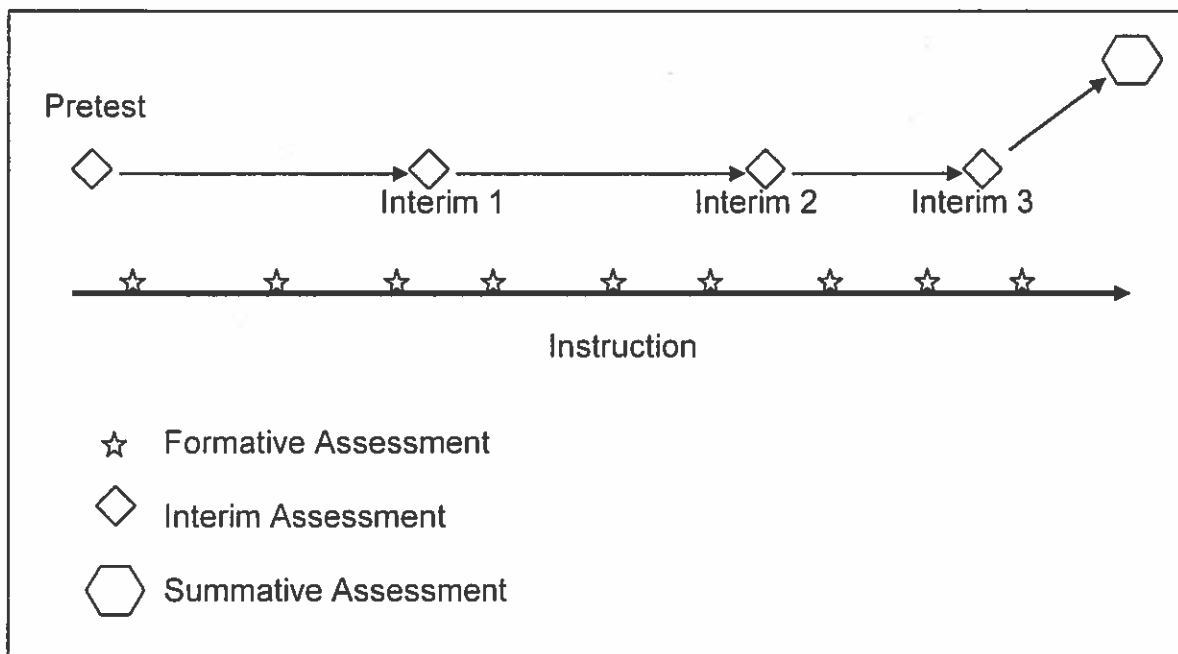 Pretest
Interim 1 Interim 2 Interim 3
Instruction
Formative Assessment
Interim Assessment
Summative Assessment